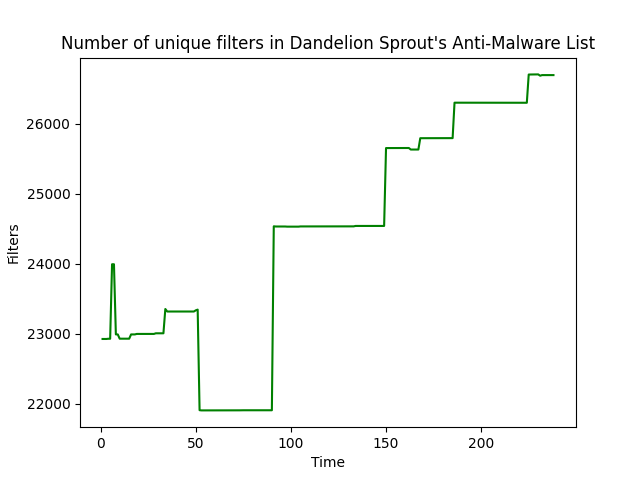 Number of unique filters in Dandelion Sprout's Anti-Malware List
26000
25000
24000
23000
22000
Filters
0 50 100 150 200
Time